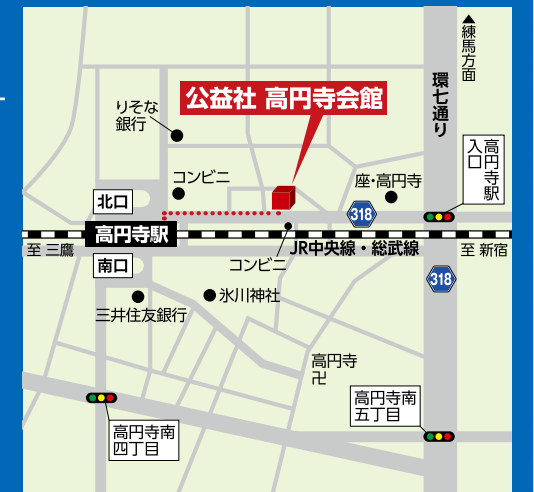 ▲練馬方面
環七通り
公益社 高円寺会館
りそな
銀行
高円寺駅
入口
コンビニ
座・高円寺
北口
318
高円寺駅
至 三鷹
JR中央線・総武線
至 新宿
南口
コンビニ
318
三井住友銀行
氷川神社
高円寺
卍
高円寺南
五丁目
高円寺南
四丁目